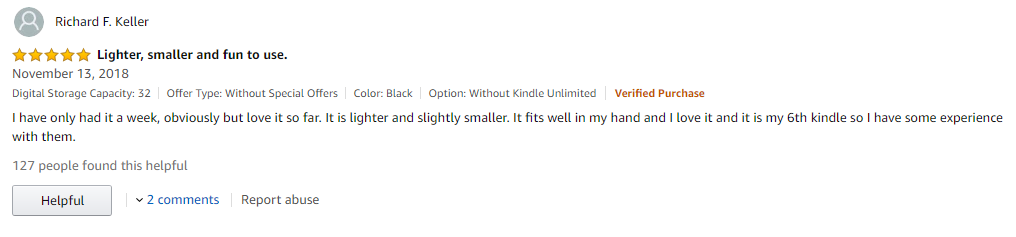 Richard F. Keller
Lighter, smaller and fun to use.
November 13, 2018
Digital Storage Capacity: 32 | Offer Type: Without Special Offers | Color: Black | Option: Without Kindle Unlimited | Verified Purchase
I have only had it a week, obviously but love it so far. It is lighter and slightly smaller. It fits well in my hand and I love it and it is my 6th kindle so I have some experience
with them.
127 people found this helpful
Helpful | 2 comments | Report abuse